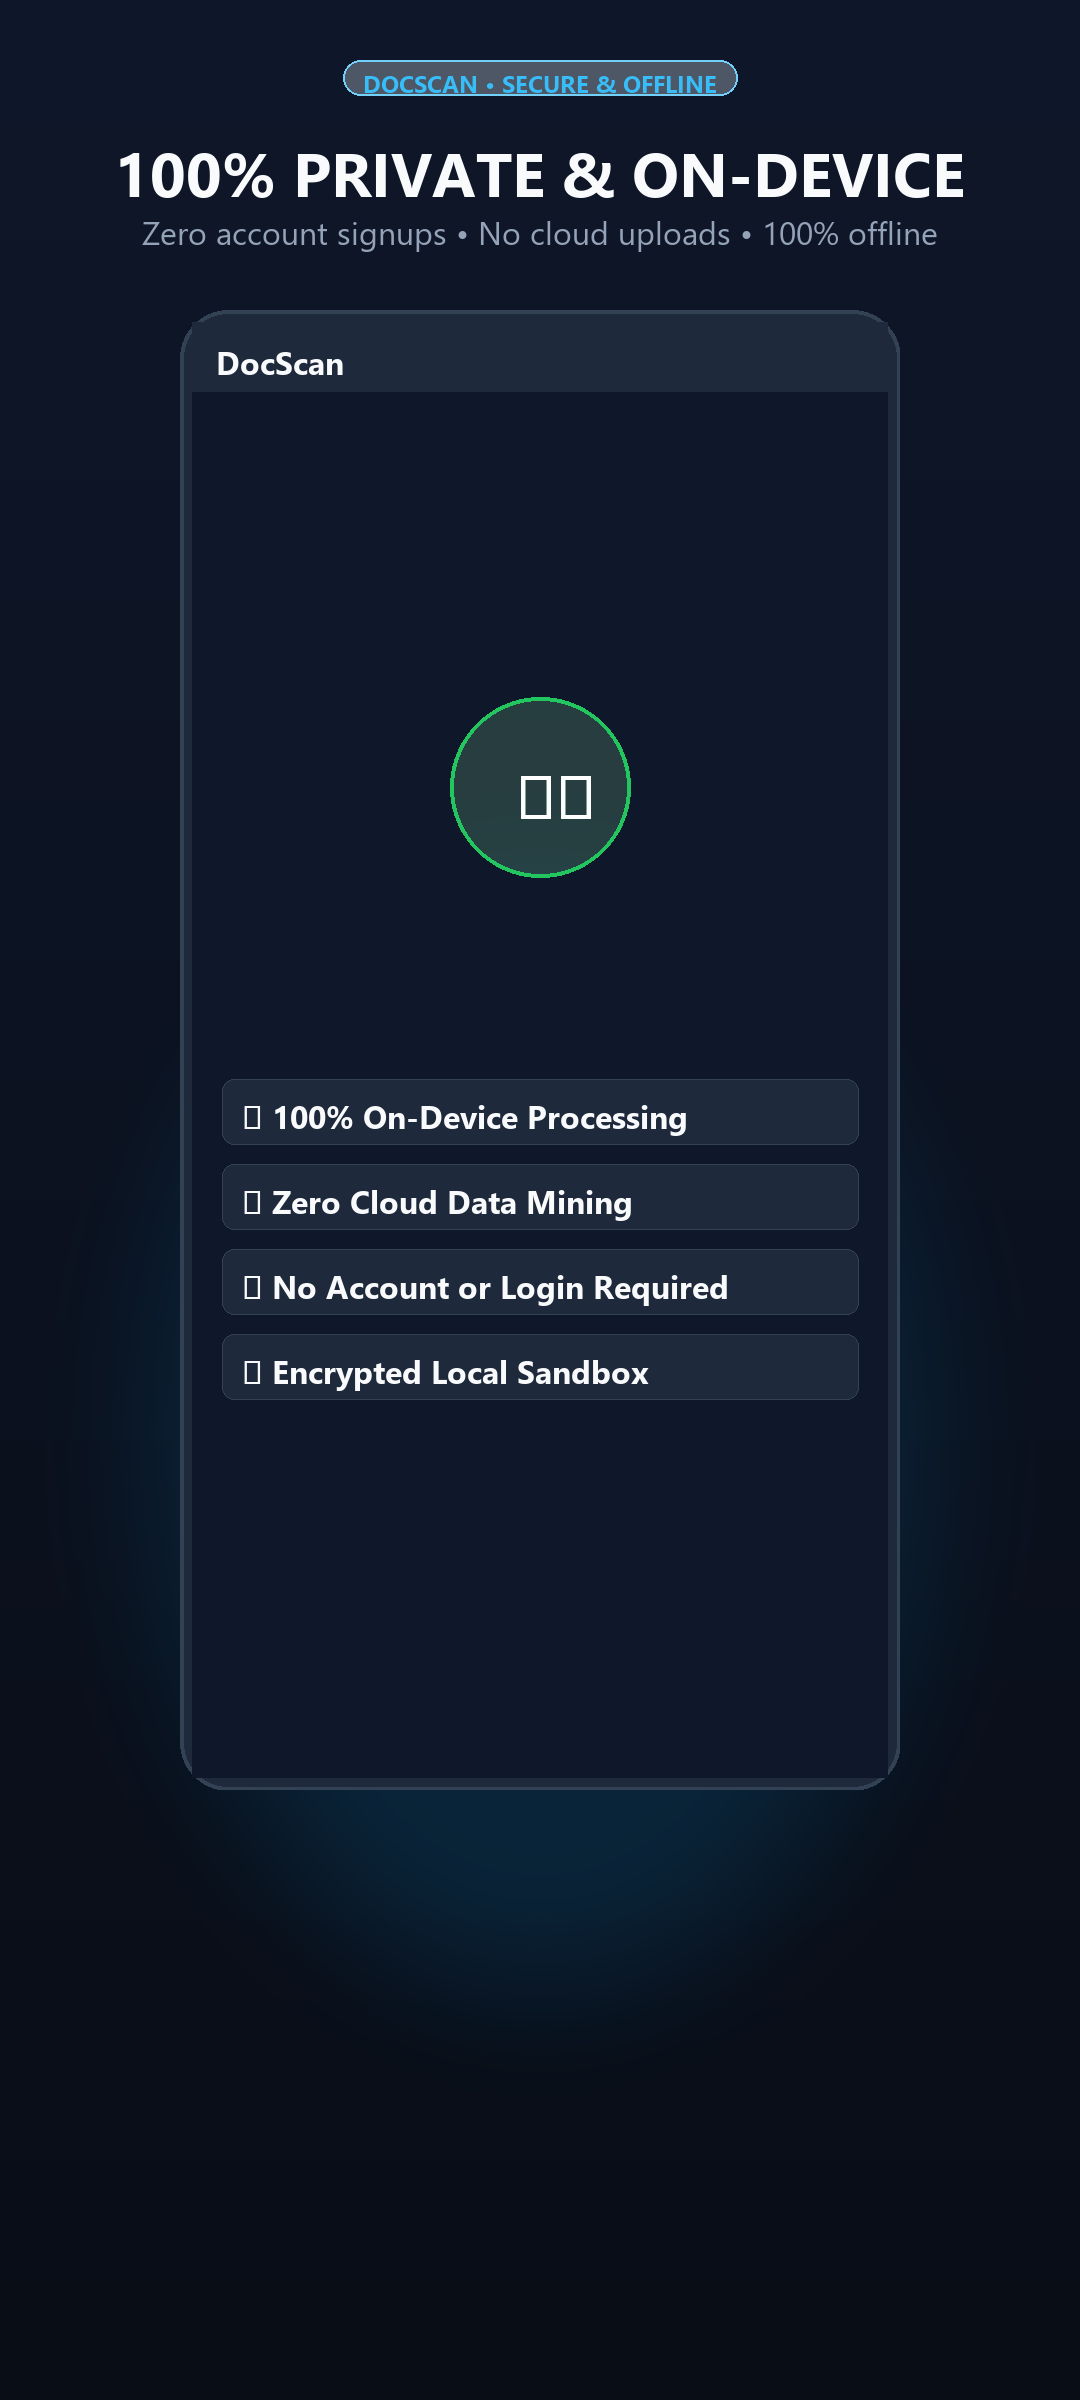 DOCSCAN • SECURE & OFFLINE
100% PRIVATE & ON-DEVICE
Zero account signups • No cloud uploads • 100% offline
DocScan
100% On-Device Processing
Zero Cloud Data Mining
No Account or Login Required
Encrypted Local Sandbox